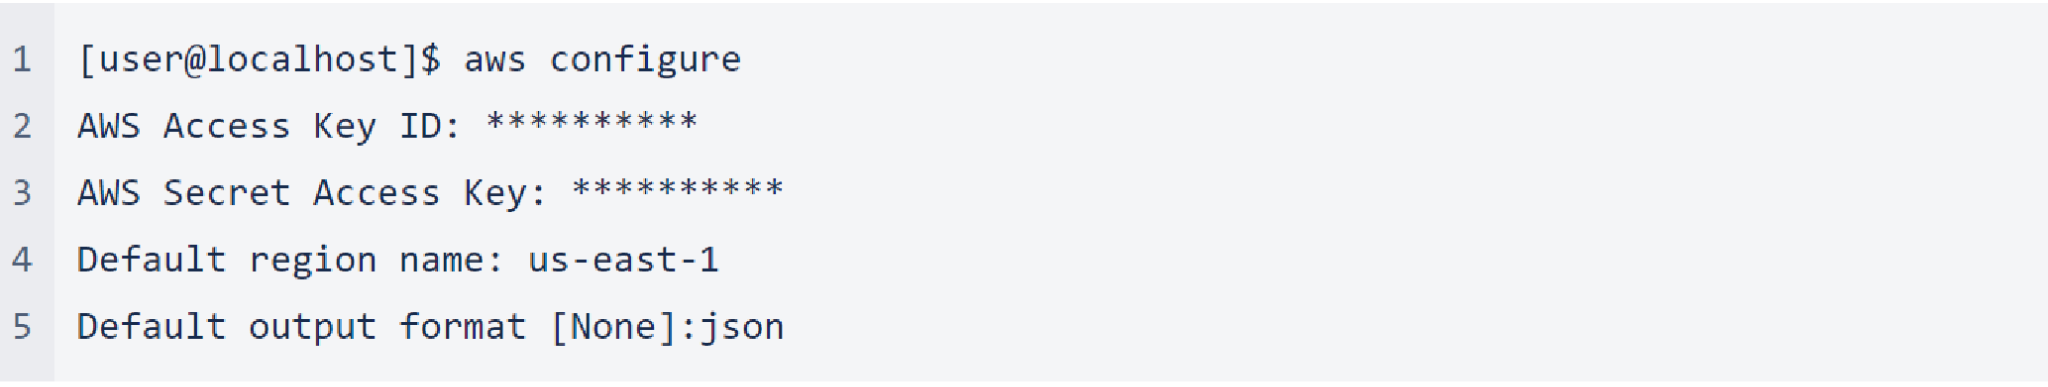 1 [user@localhost]$ aws configure
2 AWS Access Key ID: **********
3 AWS Secret Access Key: **********
4 Default region name: us-east-1
5 Default output format [None]:json